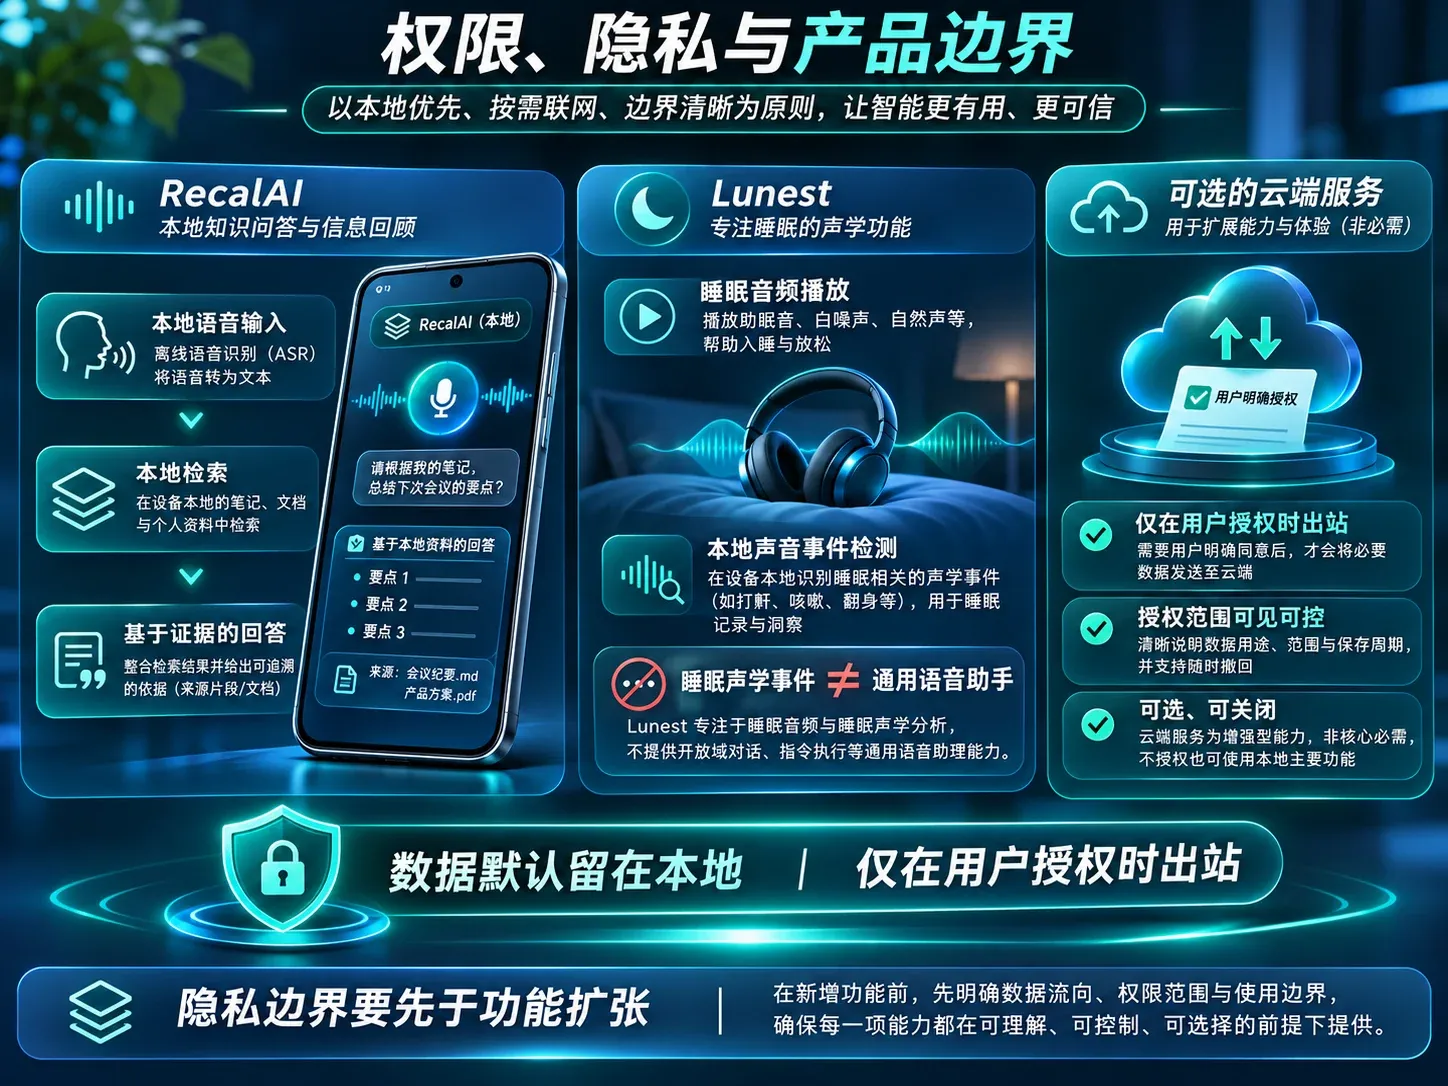 权限、隐私与产品边界
以本地优先、按需联网、边界清晰为原则，让智能更有用、更可信
RecalAI
本地知识问答与信息回顾
本地语音输入
离线语音识别（ASR）
将语音转为文本
本地检索
在设备本地的笔记、文档
与个人资料中检索
基于证据的回答
整合检索结果并给出可追溯
的依据（来源片段/文档）
RecalAI（本地）
请根据我的笔记，
总结下次会议的要点？
基于本地资料的回答
要点 1
要点 2
要点 3
来源：会议纪要.md
产品方案.pdf
Lunest
专注睡眠的声学功能
睡眠音频播放
播放助眠音、白噪声、自然声等，
帮助入睡与放松
本地声音事件检测
在设备本地识别睡眠相关的声学事件
（如打鼾、咳嗽、翻身等），用于睡眠
记录与洞察
睡眠声学事件 ≠ 通用语音助手
Lunest 专注于睡眠音频与睡眠声学分析，
不提供开放域对话、指令执行等通用语音助理能力。
可选的云端服务
用于扩展能力与体验（非必需）
用户明确授权
仅在用户授权时出站
需要用户明确同意后，才会将必要
数据发送至云端
授权范围可见可控
清晰说明数据用途、范围与保存周期，
并支持随时撤回
可选、可关闭
云端服务为增强型能力，非核心必需，
不授权也可使用本地主要功能
数据默认留在本地 | 仅在用户授权时出站
隐私边界要先于功能扩张
在新增功能前，先明确数据流向、权限范围与使用边界，
确保每一项能力都在可理解、可控制、可选择的前提下提供。